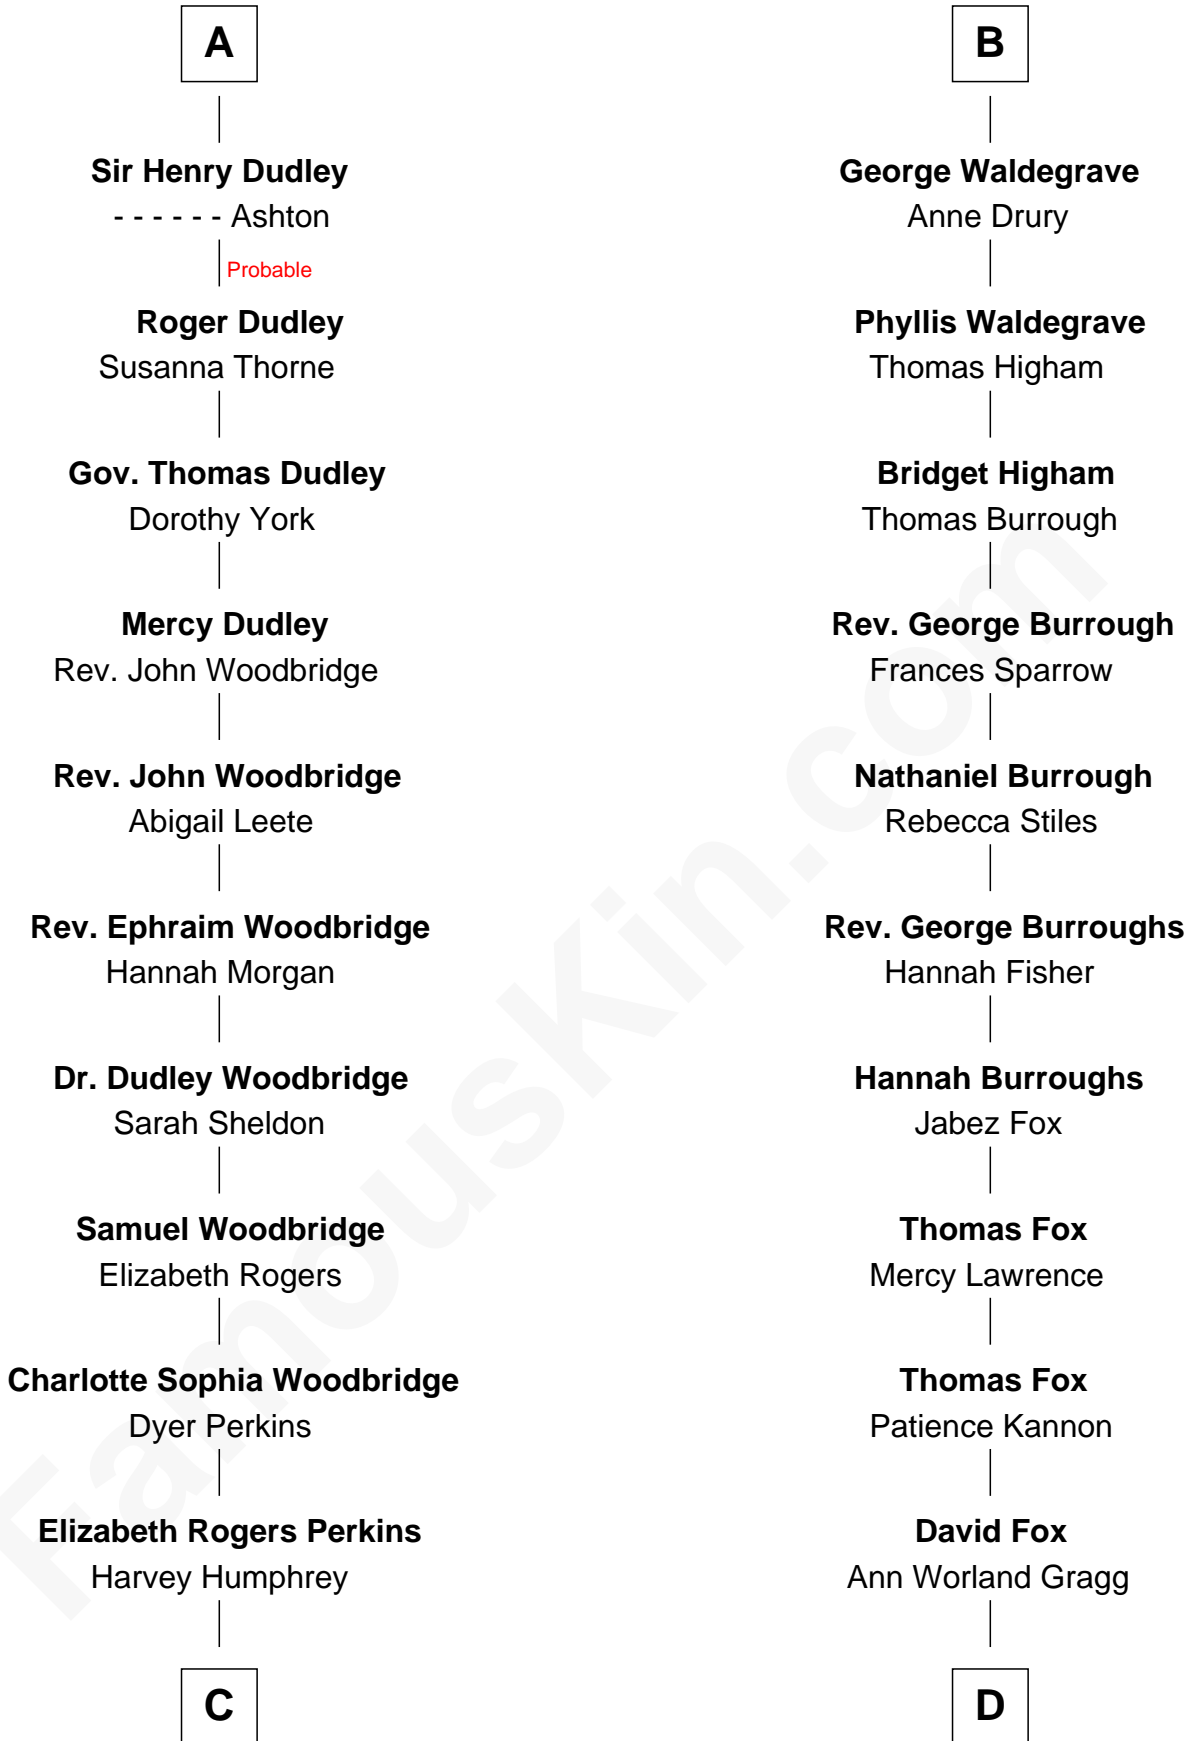 A
Sir Henry Dudley
- - - - - - Ashton
Probable
Roger Dudley
Susanna Thorne
Gov. Thomas Dudley
Dorothy York
Mercy Dudley
Rev. John Woodbridge
Rev. John Woodbridge
Abigail Leete
Rev. Ephraim Woodbridge
Hannah Morgan
Dr. Dudley Woodbridge
Sarah Sheldon
Samuel Woodbridge
Elizabeth Rogers
Charlotte Sophia Woodbridge
Dyer Perkins
Elizabeth Rogers Perkins
Harvey Humphrey
C
B
George Waldegrave
Anne Drury
Phyllis Waldegrave
Thomas Higham
Bridget Higham
Thomas Burrough
Rev. George Burrough
Frances Sparrow
Nathaniel Burrough
Rebecca Stiles
Rev. George Burroughs
Hannah Fisher
Hannah Burroughs
Jabez Fox
Thomas Fox
Mercy Lawrence
Thomas Fox
Patience Kannon
David Fox
Ann Worland Gragg
D
FamousKin.com